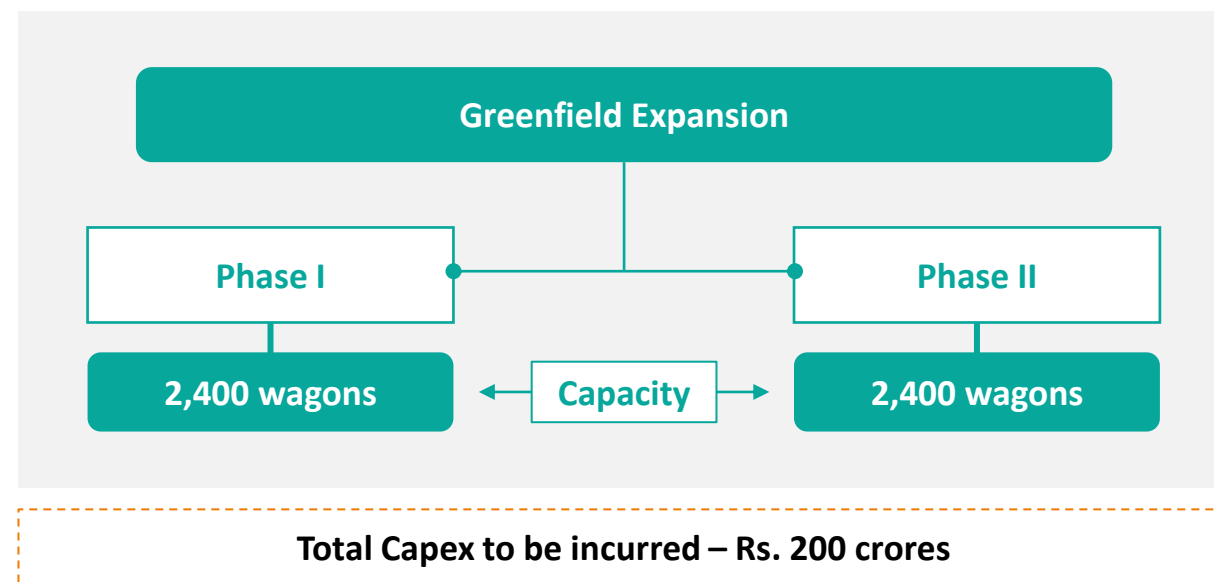 Greenfield Expansion
Phase I
Phase II
2,400 wagons
Capacity
2,400 wagons
Total Capex to be incurred – Rs. 200 crores